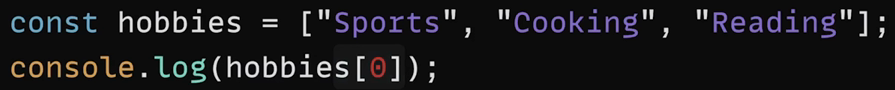 const hobbies = ["Sports", "Cooking", "Reading"];
console.log(hobbies[0]);